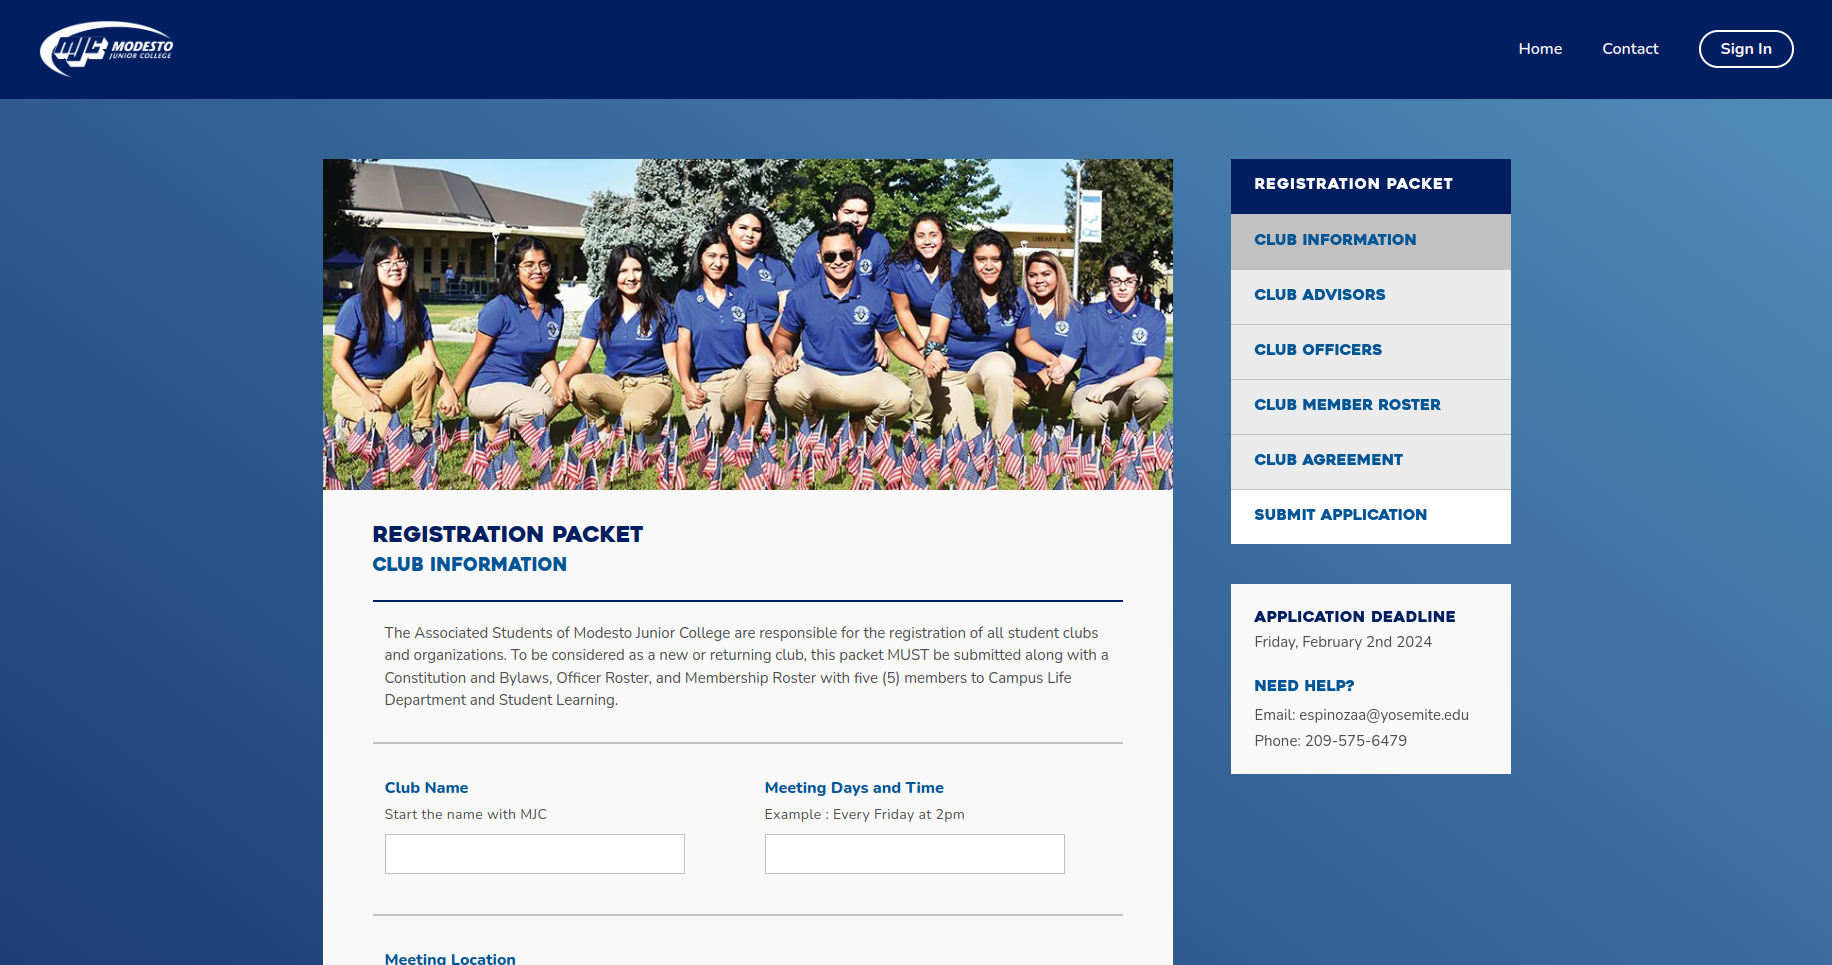 MJC MODESTO
JUNIOR COLLEGE
Home
Contact
Sign In
LIBRARY &
REGISTRATION PACKET
CLUB INFORMATION
The Associated Students of Modesto Junior College are responsible for the registration of all student clubs
and organizations. To be considered as a new or returning club, this packet MUST be submitted along with a
Constitution and Bylaws, Officer Roster, and Membership Roster with five (5) members to Campus Life
Department and Student Learning.
Club Name
Start the name with MJC
Meeting Days and Time
Example : Every Friday at 2pm
Meeting Location
REGISTRATION PACKET
CLUB INFORMATION
CLUB ADVISORS
CLUB OFFICERS
CLUB MEMBER ROSTER
CLUB AGREEMENT
SUBMIT APPLICATION
APPLICATION DEADLINE
Friday, February 2nd 2024
NEED HELP?
Email: espinozaa@yosemite.edu
Phone: 209-575-6479